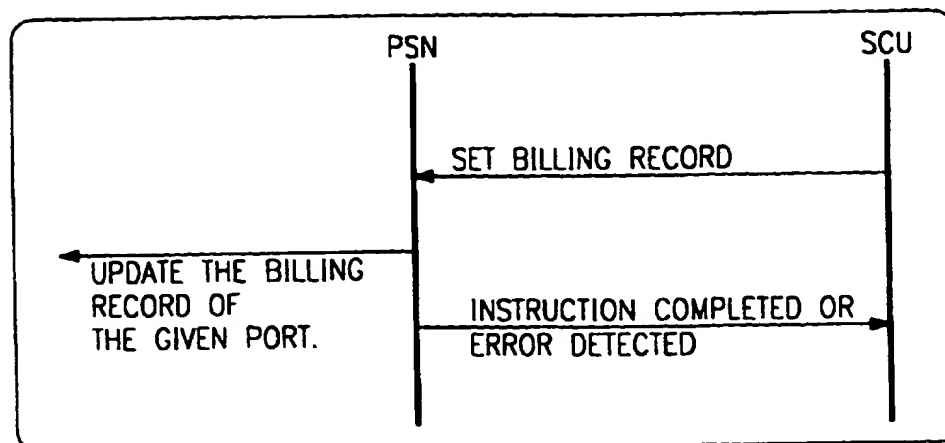 PSN
SCU
SET BILLING RECORD
UPDATE THE BILLING
RECORD OF
THE GIVEN PORT.
INSTRUCTION COMPLETED OR
ERROR DETECTED